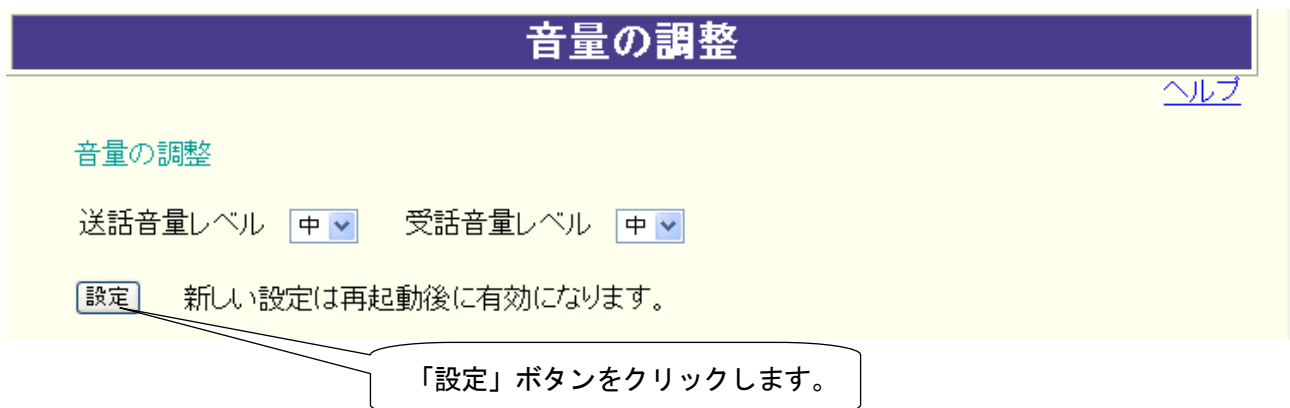 音量の調整
ヘルプ
音量の調整
送話音量レベル 中 受話音量レベル 中
設定 新しい設定は再起動後に有効になります。
「設定」ボタンをクリックします。